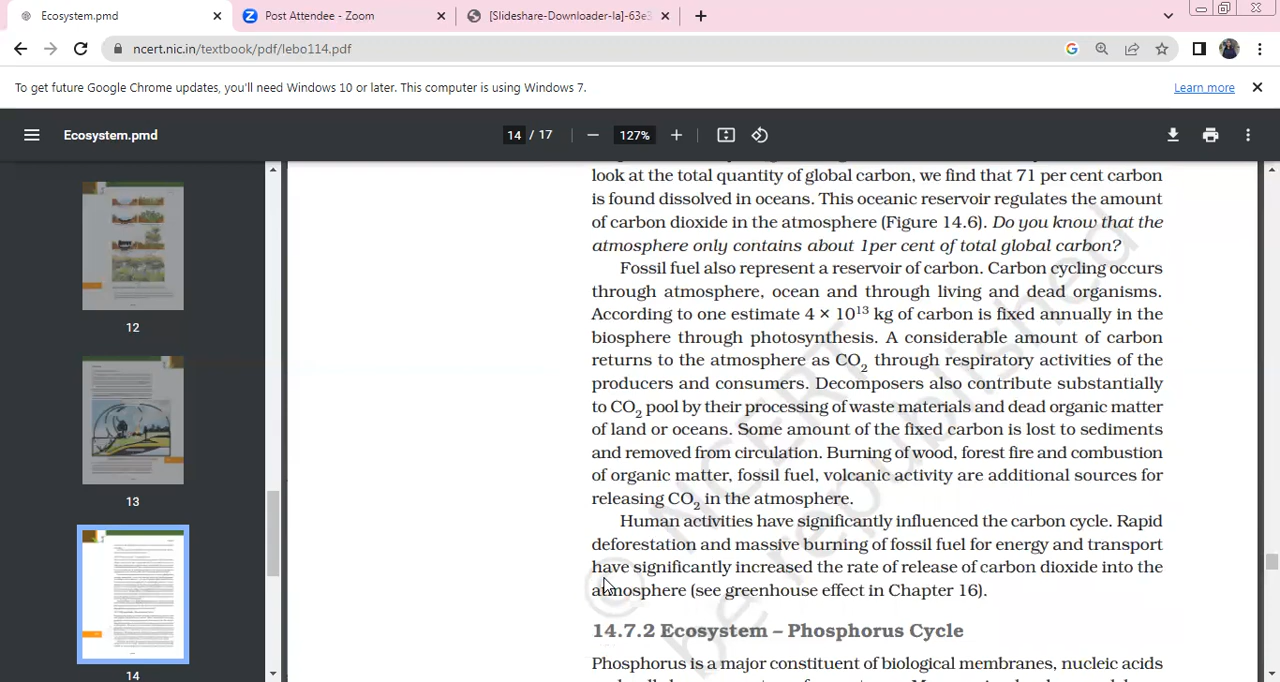 Ecosystem.pmd
Post Attendee - Zoom
[Slideshare-Downloader-la]-63e3
ncert.nic.in/textbook/pdf/lebo114.pdf
To get future Google Chrome updates, you'll need Windows 10 or later. This computer is using Windows 7.
Learn more
Ecosystem.pmd
14 / 17
127%
12
13
14
look at the total quantity of global carbon, we find that 71 per cent carbon
is found dissolved in oceans. This oceanic reservoir regulates the amount
of carbon dioxide in the atmosphere (Figure 14.6). Do you know that the
atmosphere only contains about 1per cent of total global carbon?
Fossil fuel also represent a reservoir of carbon. Carbon cycling occurs
through atmosphere, ocean and through living and dead organisms.
According to one estimate 4 × 10¹³ kg of carbon is fixed annually in the
biosphere through photosynthesis. A considerable amount of carbon
returns to the atmosphere as CO₂ through respiratory activities of the
producers and consumers. Decomposers also contribute substantially
to CO₂ pool by their processing of waste materials and dead organic matter
of land or oceans. Some amount of the fixed carbon is lost to sediments
and removed from circulation. Burning of wood, forest fire and combustion
of organic matter, fossil fuel, volcanic activity are additional sources for
releasing CO₂ in the atmosphere.
Human activities have significantly influenced the carbon cycle. Rapid
deforestation and massive burning of fossil fuel for energy and transport
have significantly increased the rate of release of carbon dioxide into the
atmosphere (see greenhouse effect in Chapter 16).
14.7.2 Ecosystem – Phosphorus Cycle
Phosphorus is a major constituent of biological membranes, nucleic acids